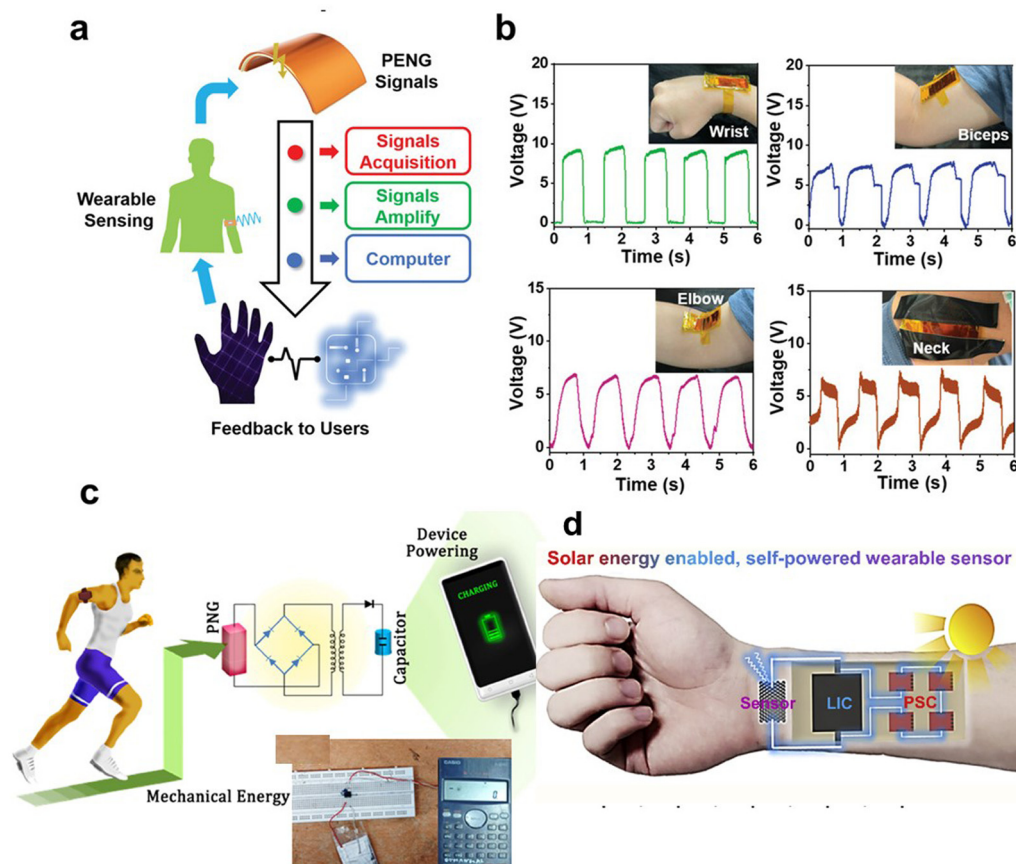 a
PENG
Signals
Signals
Acquisition
Signals
Amplify
Computer
Wearable
Sensing
Feedback to Users
b
Voltage (V)
20
15
10
5
0
Wrist
0 1 2 3 4 5 6
Time (s)
Voltage (V)
20
15
10
5
0
Biceps
0 1 2 3 4 5 6
Time (s)
Voltage (V)
15
10
5
0
Elbow
0 1 2 3 4 5 6
Time (s)
Voltage (V)
15
10
5
0
Neck
0 1 2 3 4 5 6
Time (s)
c
Device
Powering
CHARGING
PNG
Capacitor
Mechanical Energy
CASIO
0
d
Solar energy enabled, self-powered wearable sensor
Sensor
LIC
PSC